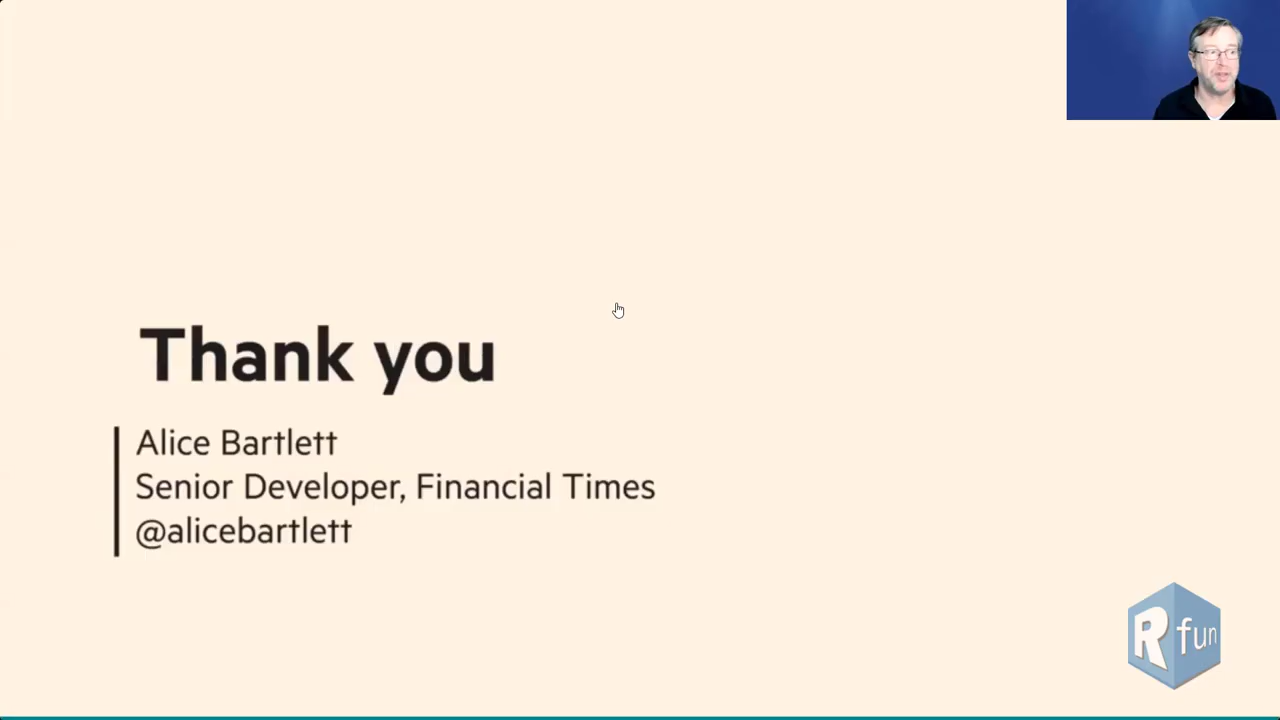 Thank you
Alice Bartlett
Senior Developer, Financial Times
@alicebartlett
R fun